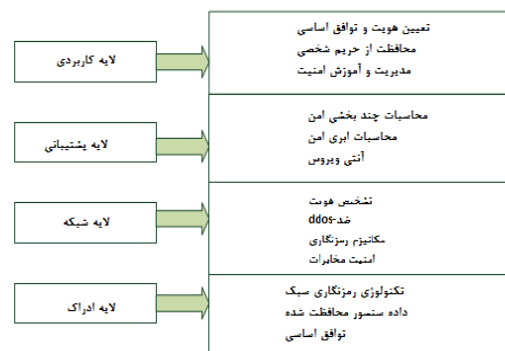 لایه کاربردی
تعیین هویت و توافق اساسی
محافظت از حریم شخصی
مدیریت و آموزش امنیت
لایه پشتیبانی
محاسبات چند بخشی امن
محاسبات ابری امن
آنتی ویروس
لایه شبکه
تشخیص هویت
ضد-ddos
مکانیزم رمزنگاری
امنیت مخابرات
لایه ادراک
تکنولوژی رمزنگاری سبک
داده سنسور محافظت شده
توافق اساسی